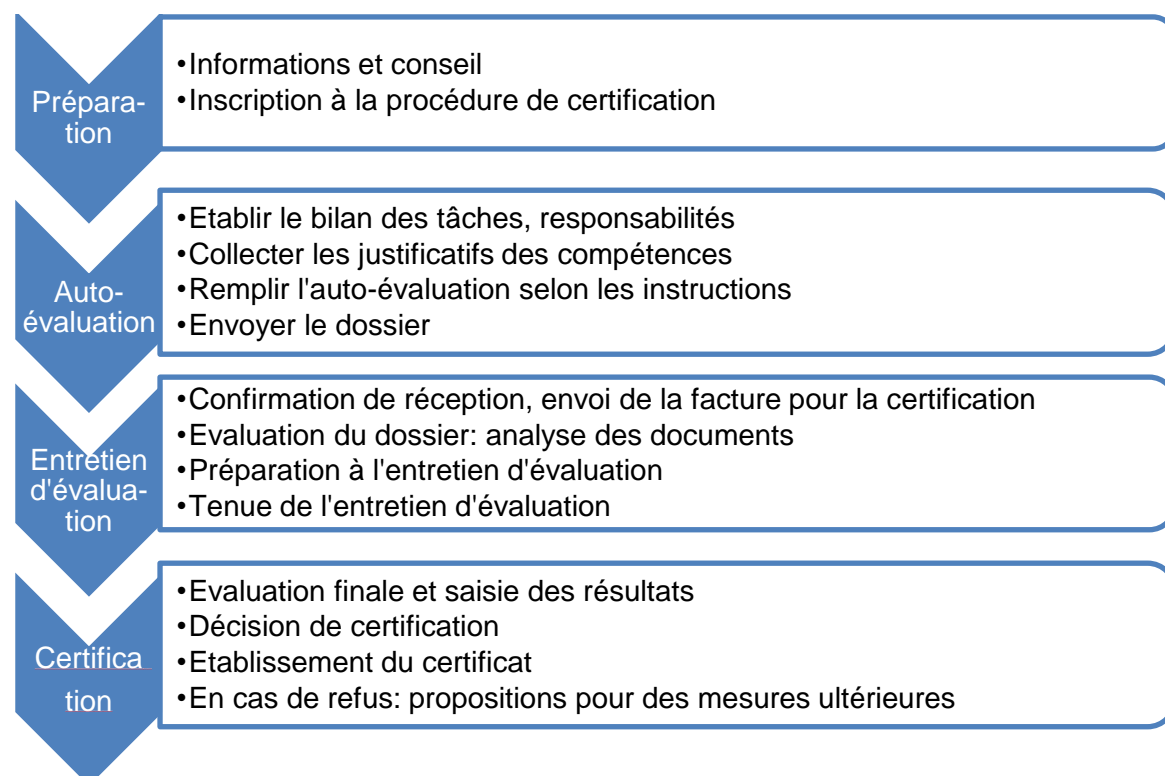 Prépara-
tion
•Informations et conseil
•Inscription à la procédure de certification
Auto-
évaluation
•Etablir le bilan des tâches, responsabilités
•Collecter les justificatifs des compétences
•Remplir l'auto-évaluation selon les instructions
•Envoyer le dossier
Entretien
d'évalua-
tion
•Confirmation de réception, envoi de la facture pour la certification
•Evaluation du dossier: analyse des documents
•Préparation à l'entretien d'évaluation
•Tenue de l'entretien d'évaluation
Certifica
tion
•Evaluation finale et saisie des résultats
•Décision de certification
•Etablissement du certificat
•En cas de refus: propositions pour des mesures ultérieures